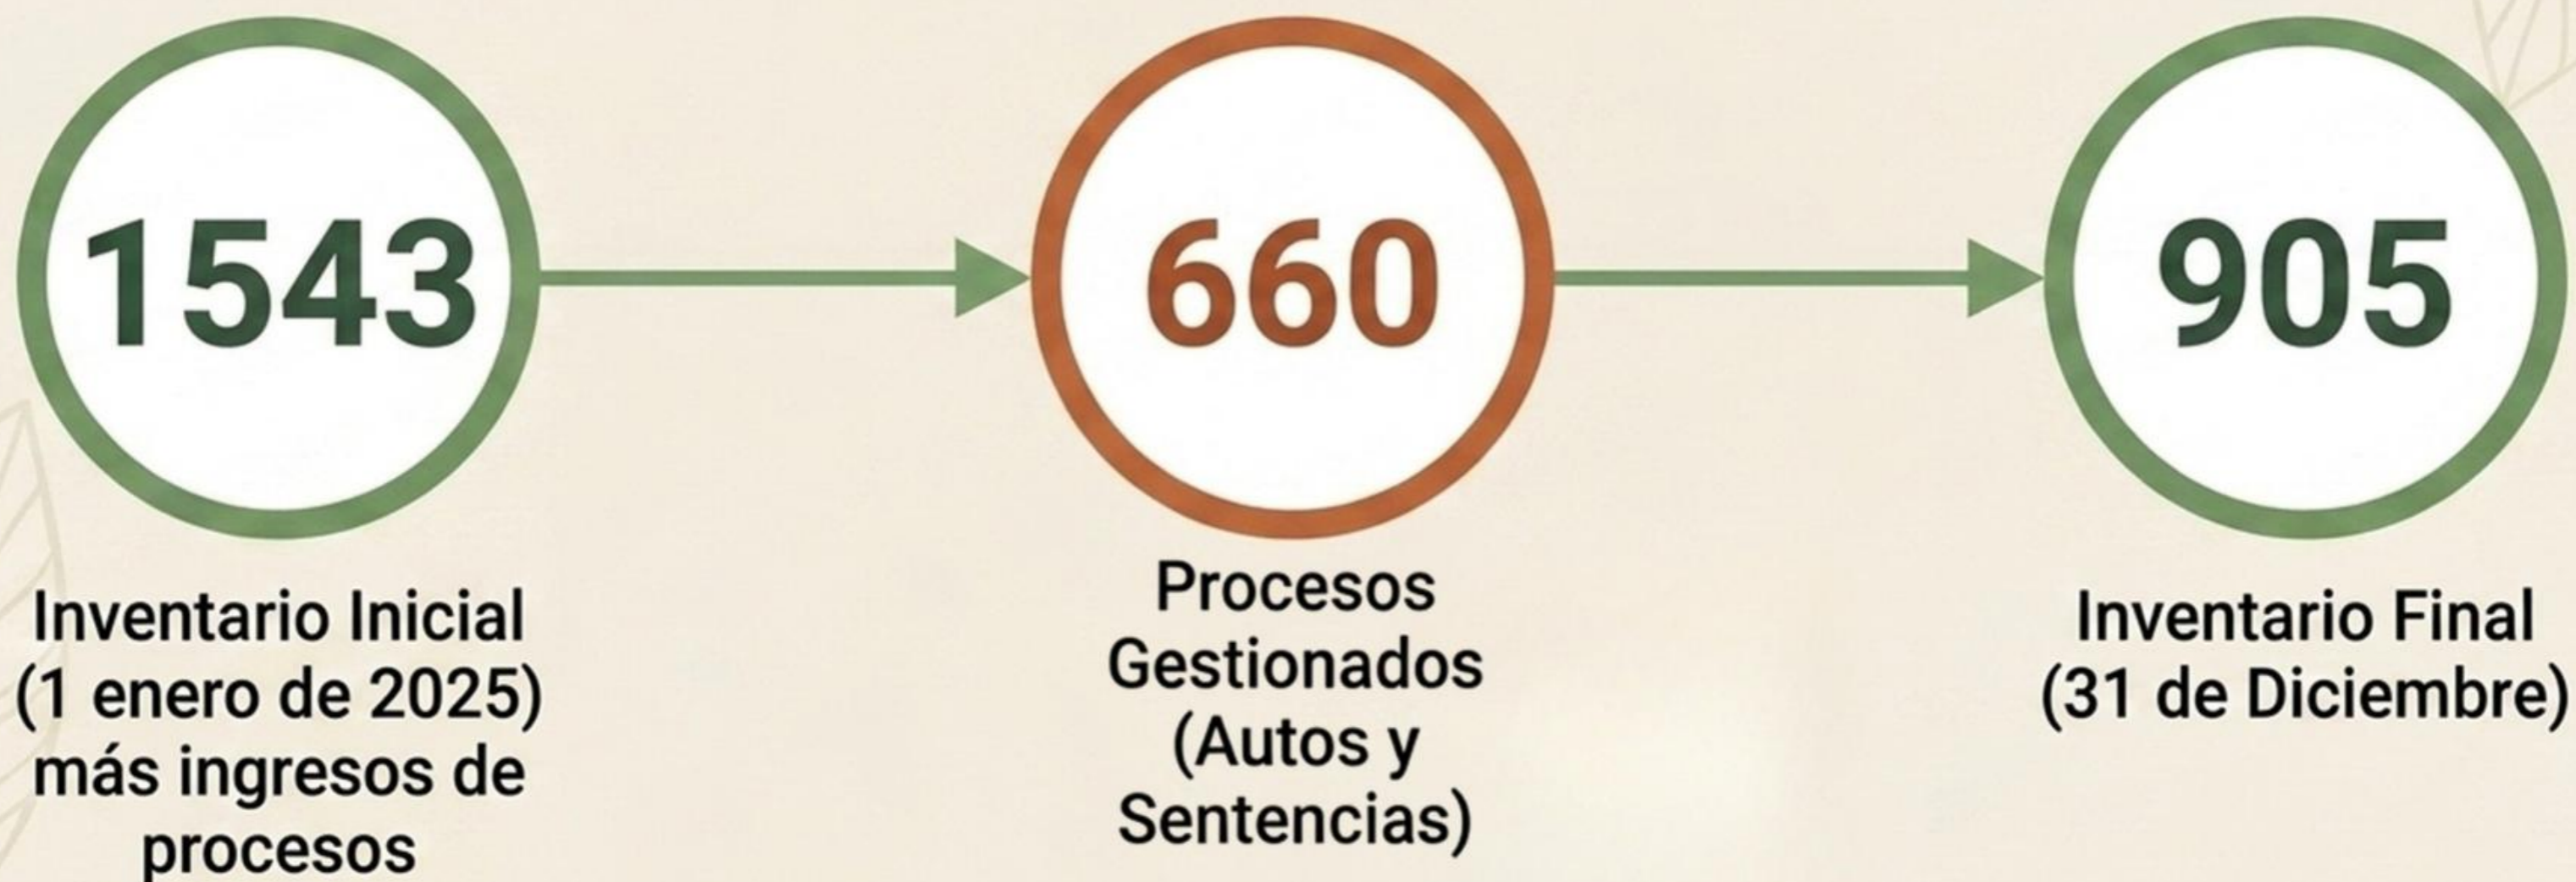 1543
Inventario Inicial
(1 enero de 2025)
más ingresos de
procesos
660
Procesos
Gestionados
(Autos y
Sentencias)
905
Inventario Final
(31 de Diciembre)